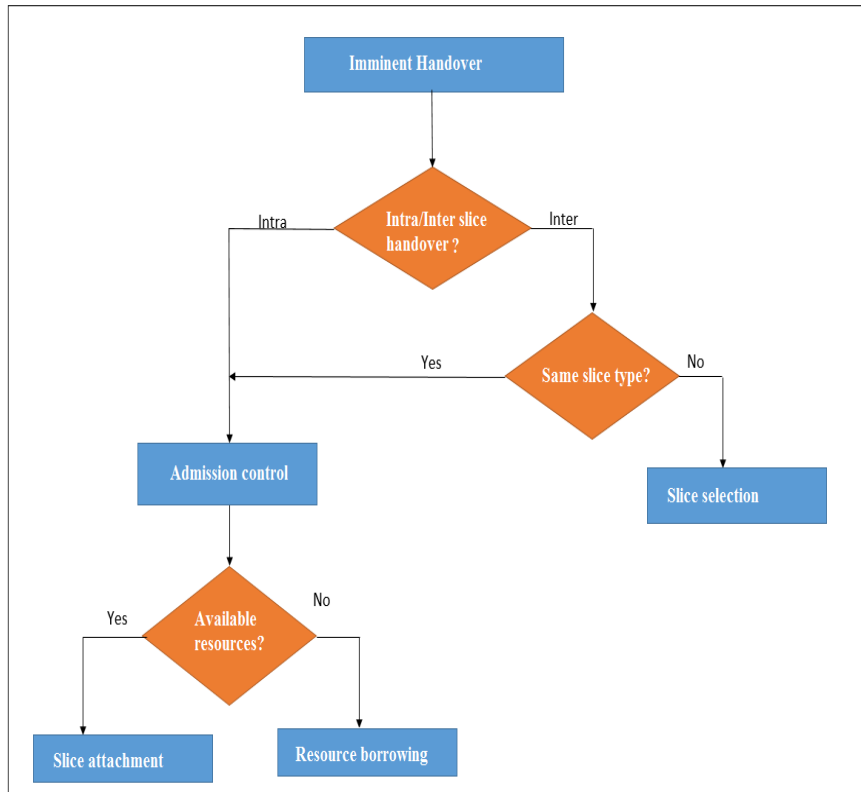 Imminent Handover
Intra/Inter slice
handover ?
Intra
Inter
Same slice type?
Yes
No
Admission control
Slice selection
Available
resources?
Yes
No
Slice attachment
Resource borrowing